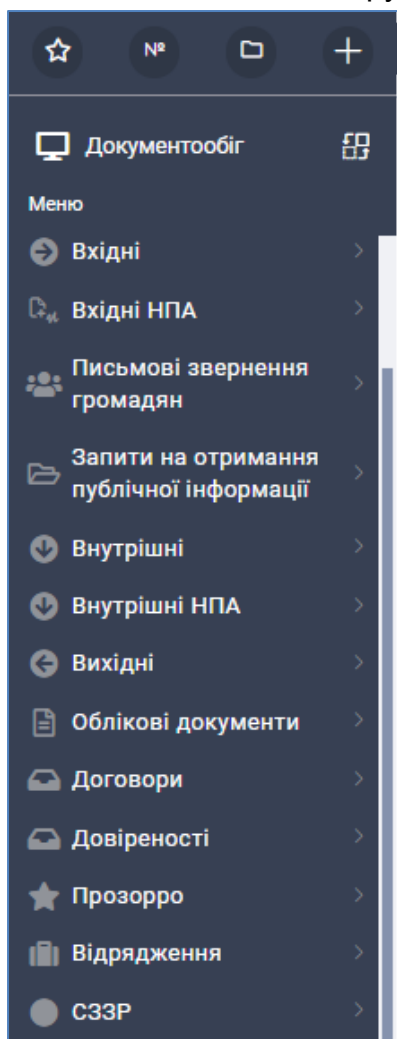 №
Документообіг
Меню
Вхідні
Вхідні НПА
Письмові звернення
громадян
Запити на отримання
публічної інформації
Внутрішні
Внутрішні НПА
Вихідні
Облікові документи
Договори
Довіреності
Прозорро
Відрядження
СЗЗР